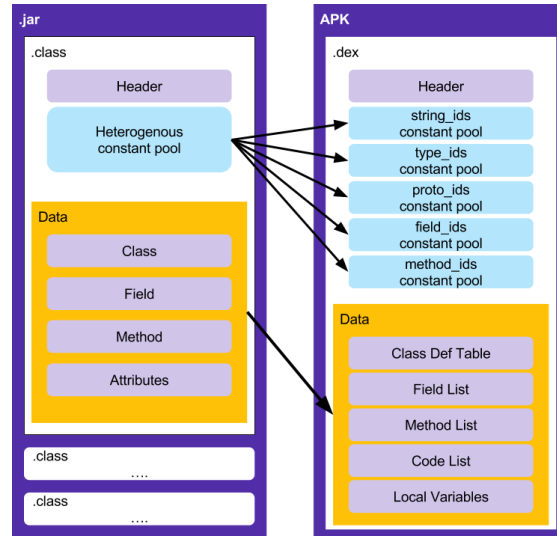 .jar
.class
Header
Heterogenous
constant pool
Data
Class
Field
Method
Attributes
.class
....
.class
....
APK
.dex
Header
string_ids
constant pool
type_ids
constant pool
proto_ids
constant pool
field_ids
constant pool
method_ids
constant pool
Data
Class Def Table
Field List
Method List
Code List
Local Variables